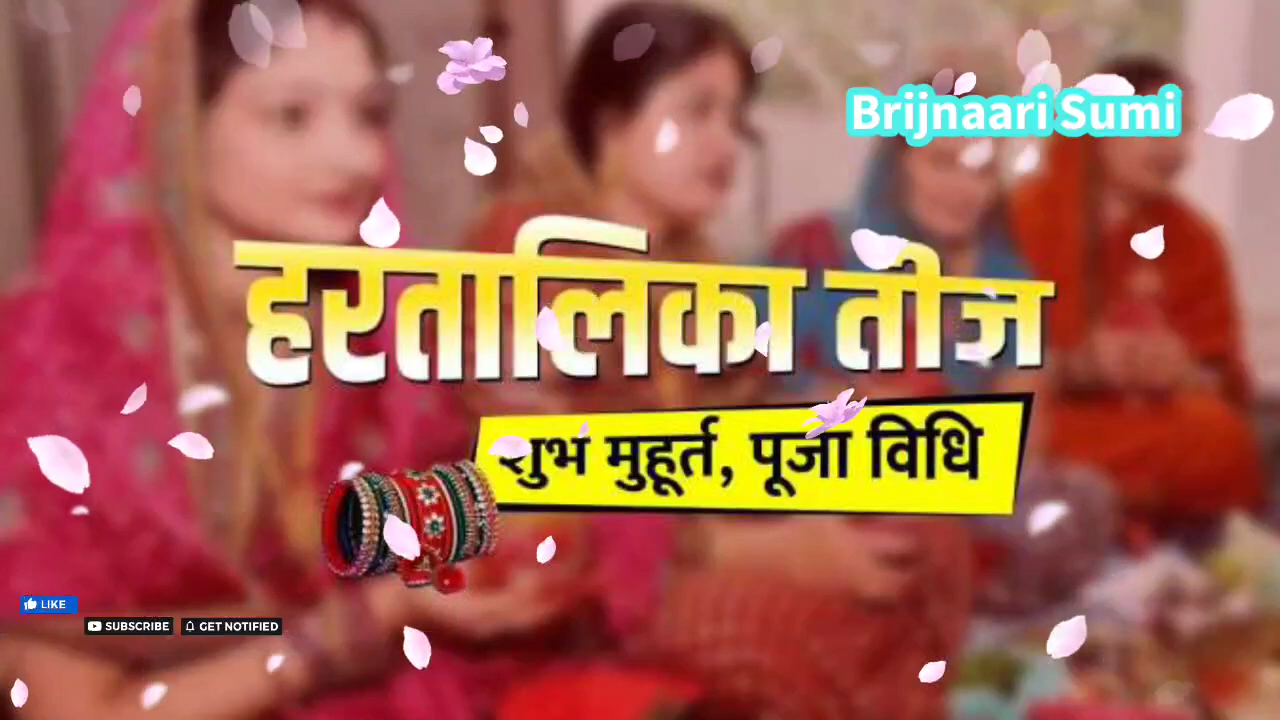 Brijnaari Sumi
हरतालिका तीज
शुभ मुहूर्त, पूजा विधि
LIKE
SUBSCRIBE
GET NOTIFIED